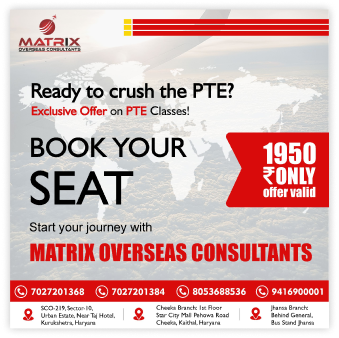 MATRIX
OVERSEAS CONSULTANTS
Ready to crush the PTE?
Exclusive Offer on PTE Classes!
BOOK YOUR
SEAT
1950
₹ONLY
offer valid
Start your journey with
MATRIX OVERSEAS CONSULTANTS
7027201368
7027201384
8053688536
9416900001
SCO-219, Sector-10,
Urban Estate, Near Taj Hotel,
Kurukshetra, Haryana
Cheeka Branch: 1st Floor
Star City Mall Pehowa Road
Cheeka, Kaithal, Haryana
Jhansa Branch:
Behind General,
Bus Stand Jhansa